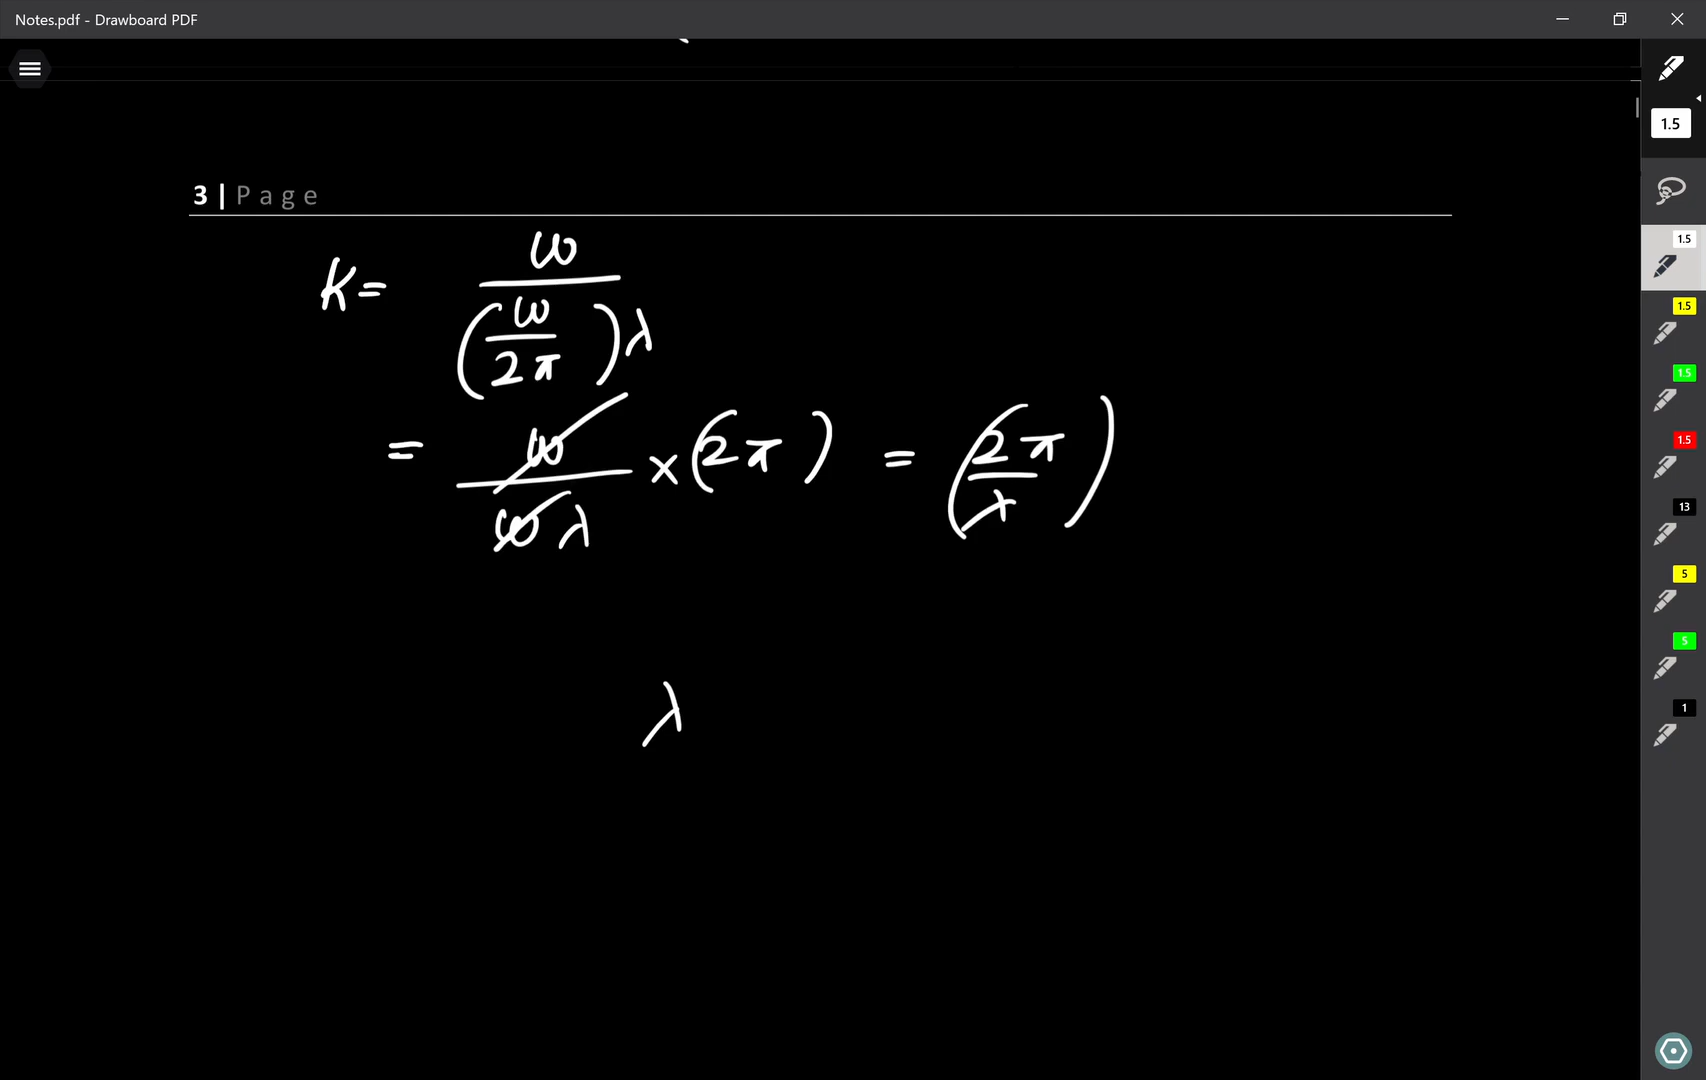 Notes.pdf - Drawboard PDF
1.5
3 | Page
K = ω / (ω / 2π) λ
1.5
1.5
1.5
= ω / ωλ × (2π) = (2π / λ)
1.5
13
5
5
λ
1